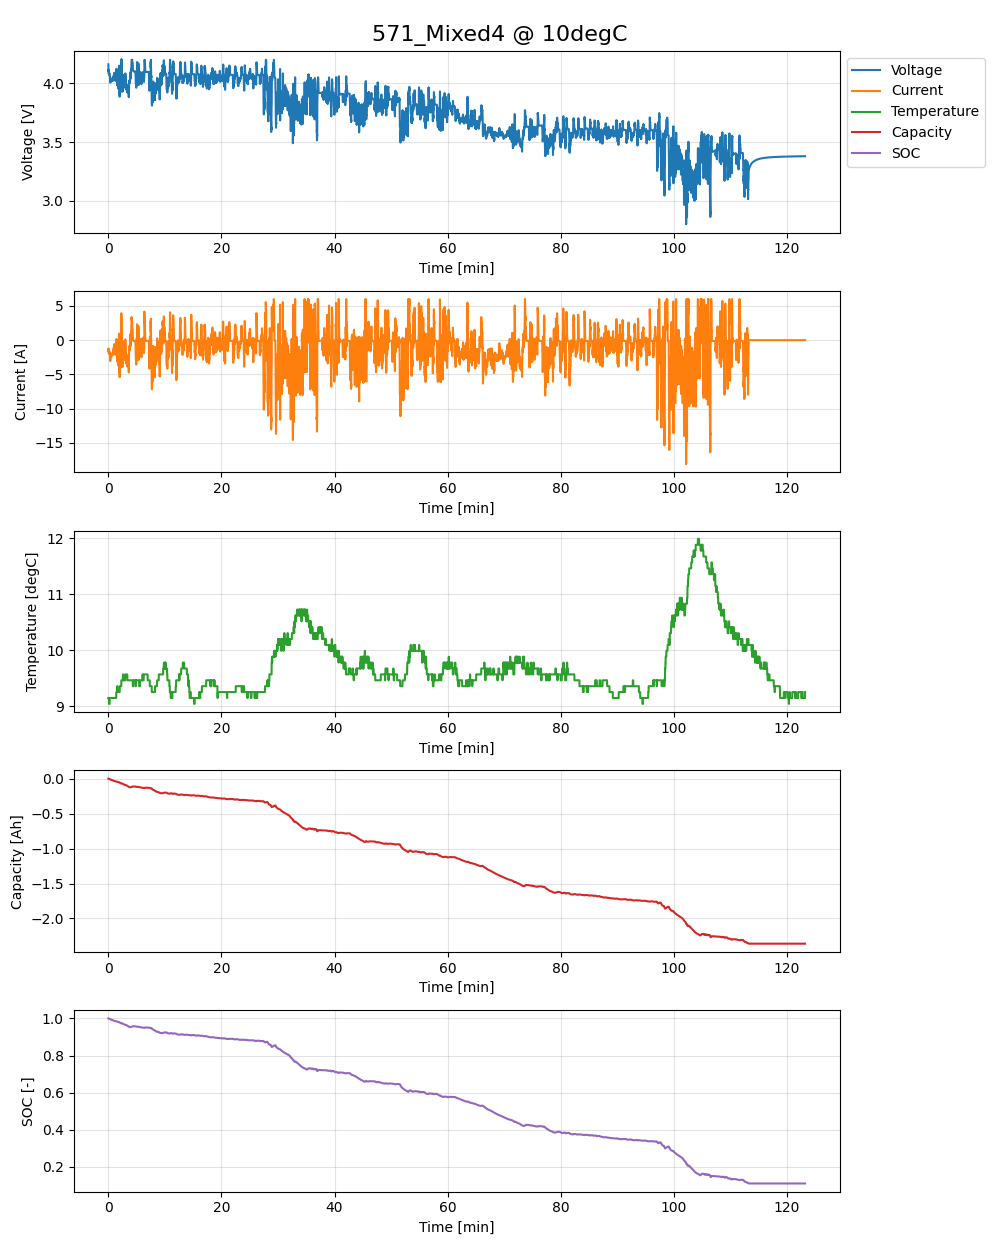 571_Mixed4 @ 10degC
Voltage
Current
Temperature
Capacity
SOC
Voltage [V]
4.0
3.5
3.0
0 20 40 60 80 100 120
Time [min]
Current [A]
5
0
−5
−10
−15
0 20 40 60 80 100 120
Time [min]
Temperature [degC]
12
11
10
9
0 20 40 60 80 100 120
Time [min]
Capacity [Ah]
0.0
−0.5
−1.0
−1.5
−2.0
0 20 40 60 80 100 120
Time [min]
SOC [-]
1.0
0.8
0.6
0.4
0.2
0 20 40 60 80 100 120
Time [min]